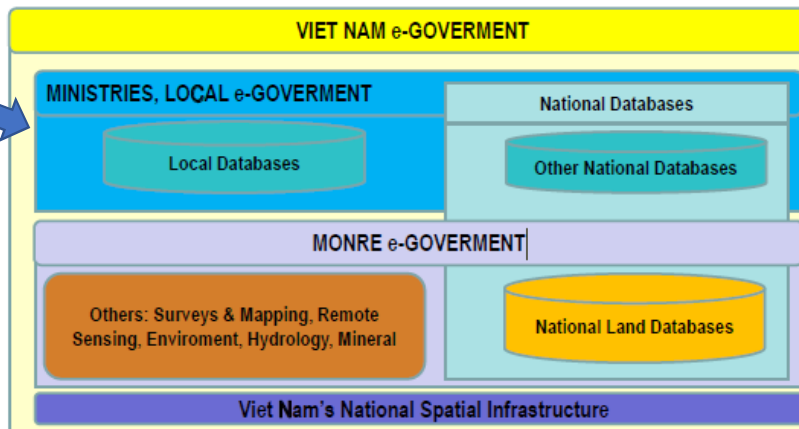 VIET NAM e-GOVERMENT
MINISTRIES, LOCAL e-GOVERMENT
National Databases
Local Databases
Other National Databases
MONRE e-GOVERMENT
Others: Surveys & Mapping, Remote
Sensing, Enviroment, Hydrology, Mineral
National Land Databases
Viet Nam's National Spatial Infrastructure